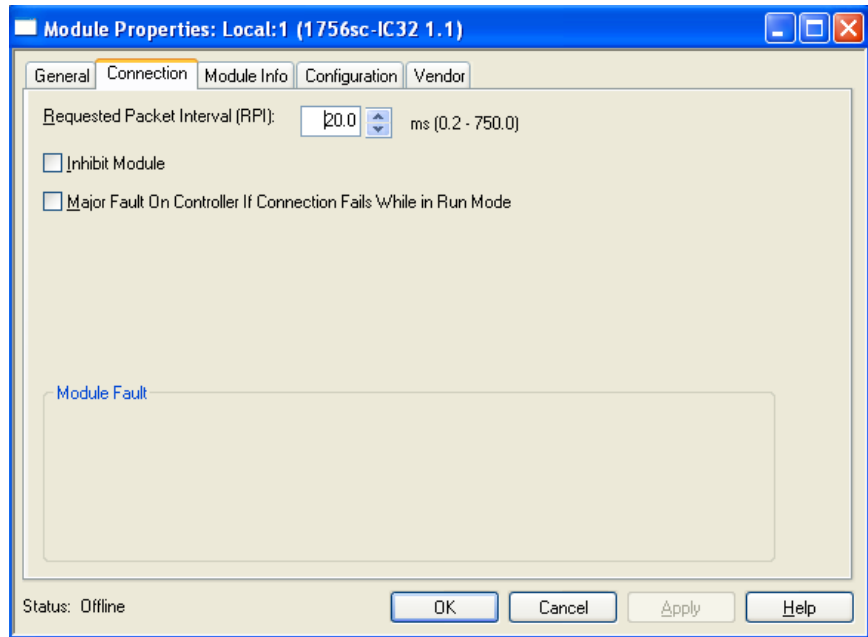 Module Properties: Local:1 (1756sc-IC32 1.1)
General Connection Module Info Configuration Vendor
Requested Packet Interval (RPI): 20.0 ms (0.2 - 750.0)
Inhibit Module
Major Fault On Controller If Connection Fails While in Run Mode
Module Fault
Status: Offline OK Cancel Apply Help